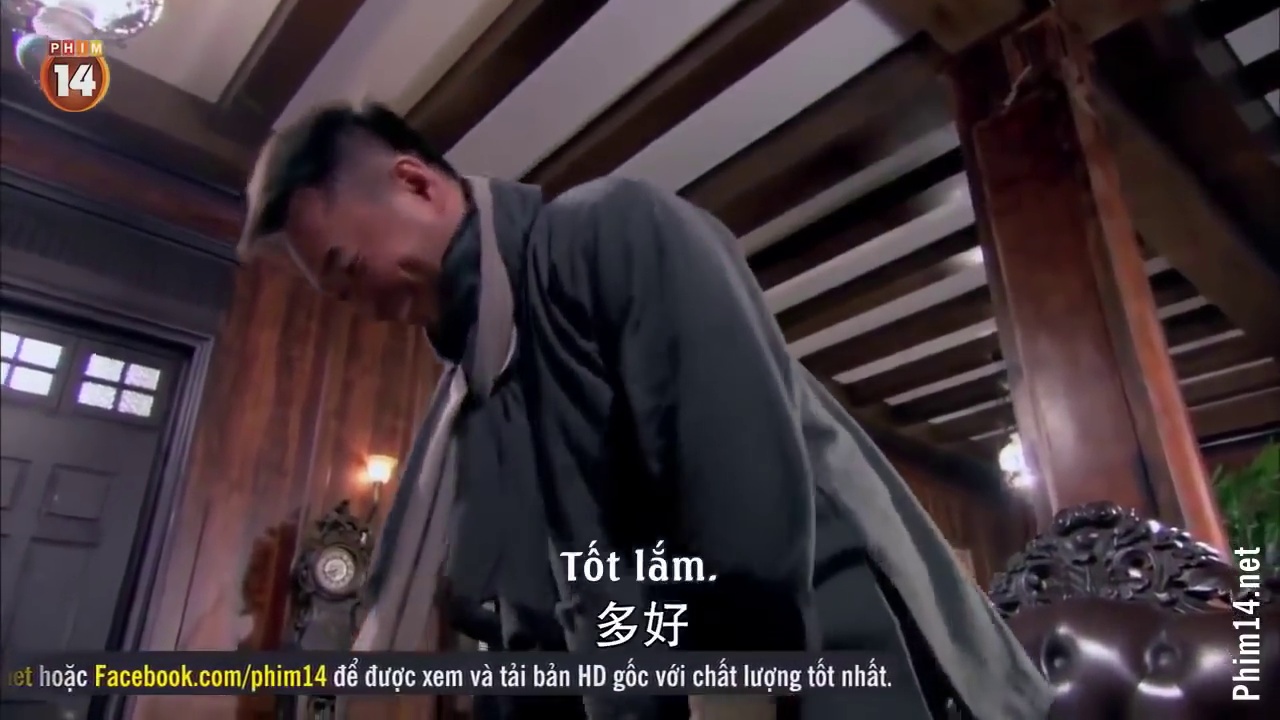 PHIM
14
Tốt lắm.
多好
et hoặc Facebook.com/phim14 để được xem và tải bản HD gốc với chất lượng tốt nhất.
Phim14.net